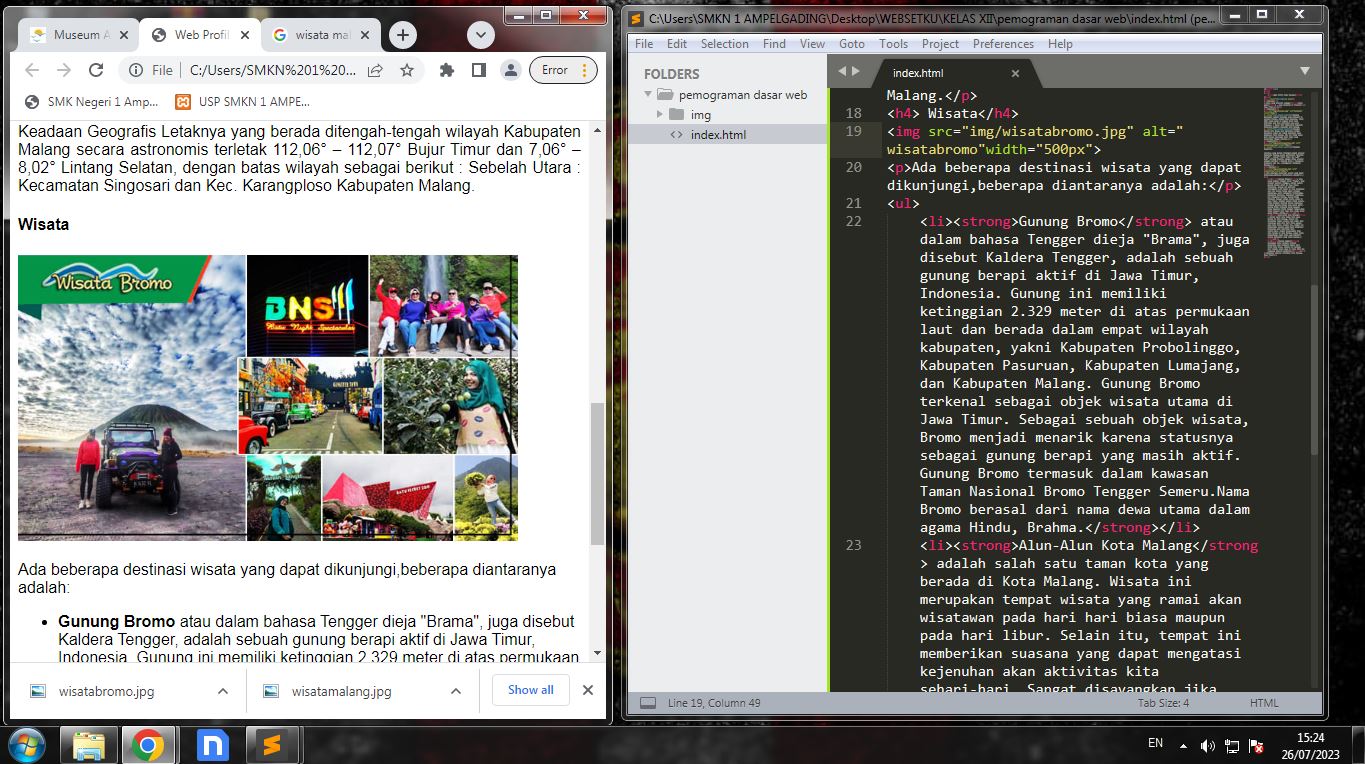 Museum A
Web Profil
wisata mal
File
C:/Users/SMKN%201%20...
Error
SMK Negeri 1 Amp...
USP SMKN 1 AMPE...
Keadaan Geografis Letaknya yang berada ditengah-tengah wilayah Kabupaten
Malang secara astronomis terletak 112,06° – 112,07° Bujur Timur dan 7,06° –
8,02° Lintang Selatan, dengan batas wilayah sebagai berikut : Sebelah Utara :
Kecamatan Singosari dan Kec. Karangploso Kabupaten Malang.
Wisata
Wisata Bromo
BNS
Ada beberapa destinasi wisata yang dapat dikunjungi,beberapa diantaranya
adalah:
• Gunung Bromo atau dalam bahasa Tengger dieja "Brama", juga disebut
Kaldera Tengger, adalah sebuah gunung berapi aktif di Jawa Timur,
Indonesia. Gunung ini memiliki ketinggian 2.329 meter di atas permukaan
wisatabromo.jpg
wisatamalang.jpg
Show all
C:\Users\SMKN 1 AMPELGADING\Desktop\WEBSETKU\KELAS XII\pemograman dasar web\index.html (pe...
File Edit Selection Find View Goto Tools Project Preferences Help
FOLDERS
pemograman dasar web
img
<> index.html
index.html
Malang.</p>
18 <h4> Wisata</h4>
19 <img src="img/wisatabromo.jpg" alt="
wisatabromo"width="500px">
20 <p>Ada beberapa destinasi wisata yang dapat
dikunjungi,beberapa diantaranya adalah:</p>
21 <ul>
22 <li><strong>Gunung Bromo</strong> atau
dalam bahasa Tengger dieja "Brama", juga
disebut Kaldera Tengger, adalah sebuah
gunung berapi aktif di Jawa Timur,
Indonesia. Gunung ini memiliki
ketinggian 2.329 meter di atas permukaan
laut dan berada dalam empat wilayah
kabupaten, yakni Kabupaten Probolinggo,
Kabupaten Pasuruan, Kabupaten Lumajang,
dan Kabupaten Malang. Gunung Bromo
terkenal sebagai objek wisata utama di
Jawa Timur. Sebagai sebuah objek wisata,
Bromo menjadi menarik karena statusnya
sebagai gunung berapi yang masih aktif.
Gunung Bromo termasuk dalam kawasan
Taman Nasional Bromo Tengger Semeru.Nama
Bromo berasal dari nama dewa utama dalam
agama Hindu, Brahma.</strong></li>
23 <li><strong>Alun-Alun Kota Malang</strong
> adalah salah satu taman kota yang
berada di Kota Malang. Wisata ini
merupakan tempat wisata yang ramai akan
wisatawan pada hari hari biasa maupun
pada hari libur. Selain itu, tempat ini
memberikan suasana yang dapat mengatasi
kejenuhan akan aktivitas kita
sehari-hari. Sangat disayangkan jika
Line 19, Column 49
Tab Size: 4
HTML
EN
15:24
26/07/2023